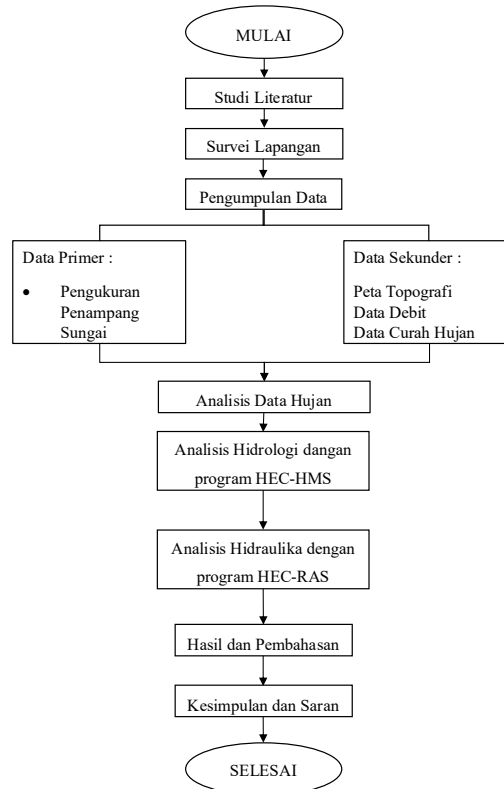 MULAI
Studi Literatur
Survei Lapangan
Pengumpulan Data
Data Primer :
• Pengukuran
Penampang
Sungai
Data Sekunder :
Peta Topografi
Data Debit
Data Curah Hujan
Analisis Data Hujan
Analisis Hidrologi dangan
program HEC-HMS
Analisis Hidraulika dengan
program HEC-RAS
Hasil dan Pembahasan
Kesimpulan dan Saran
SELESAI